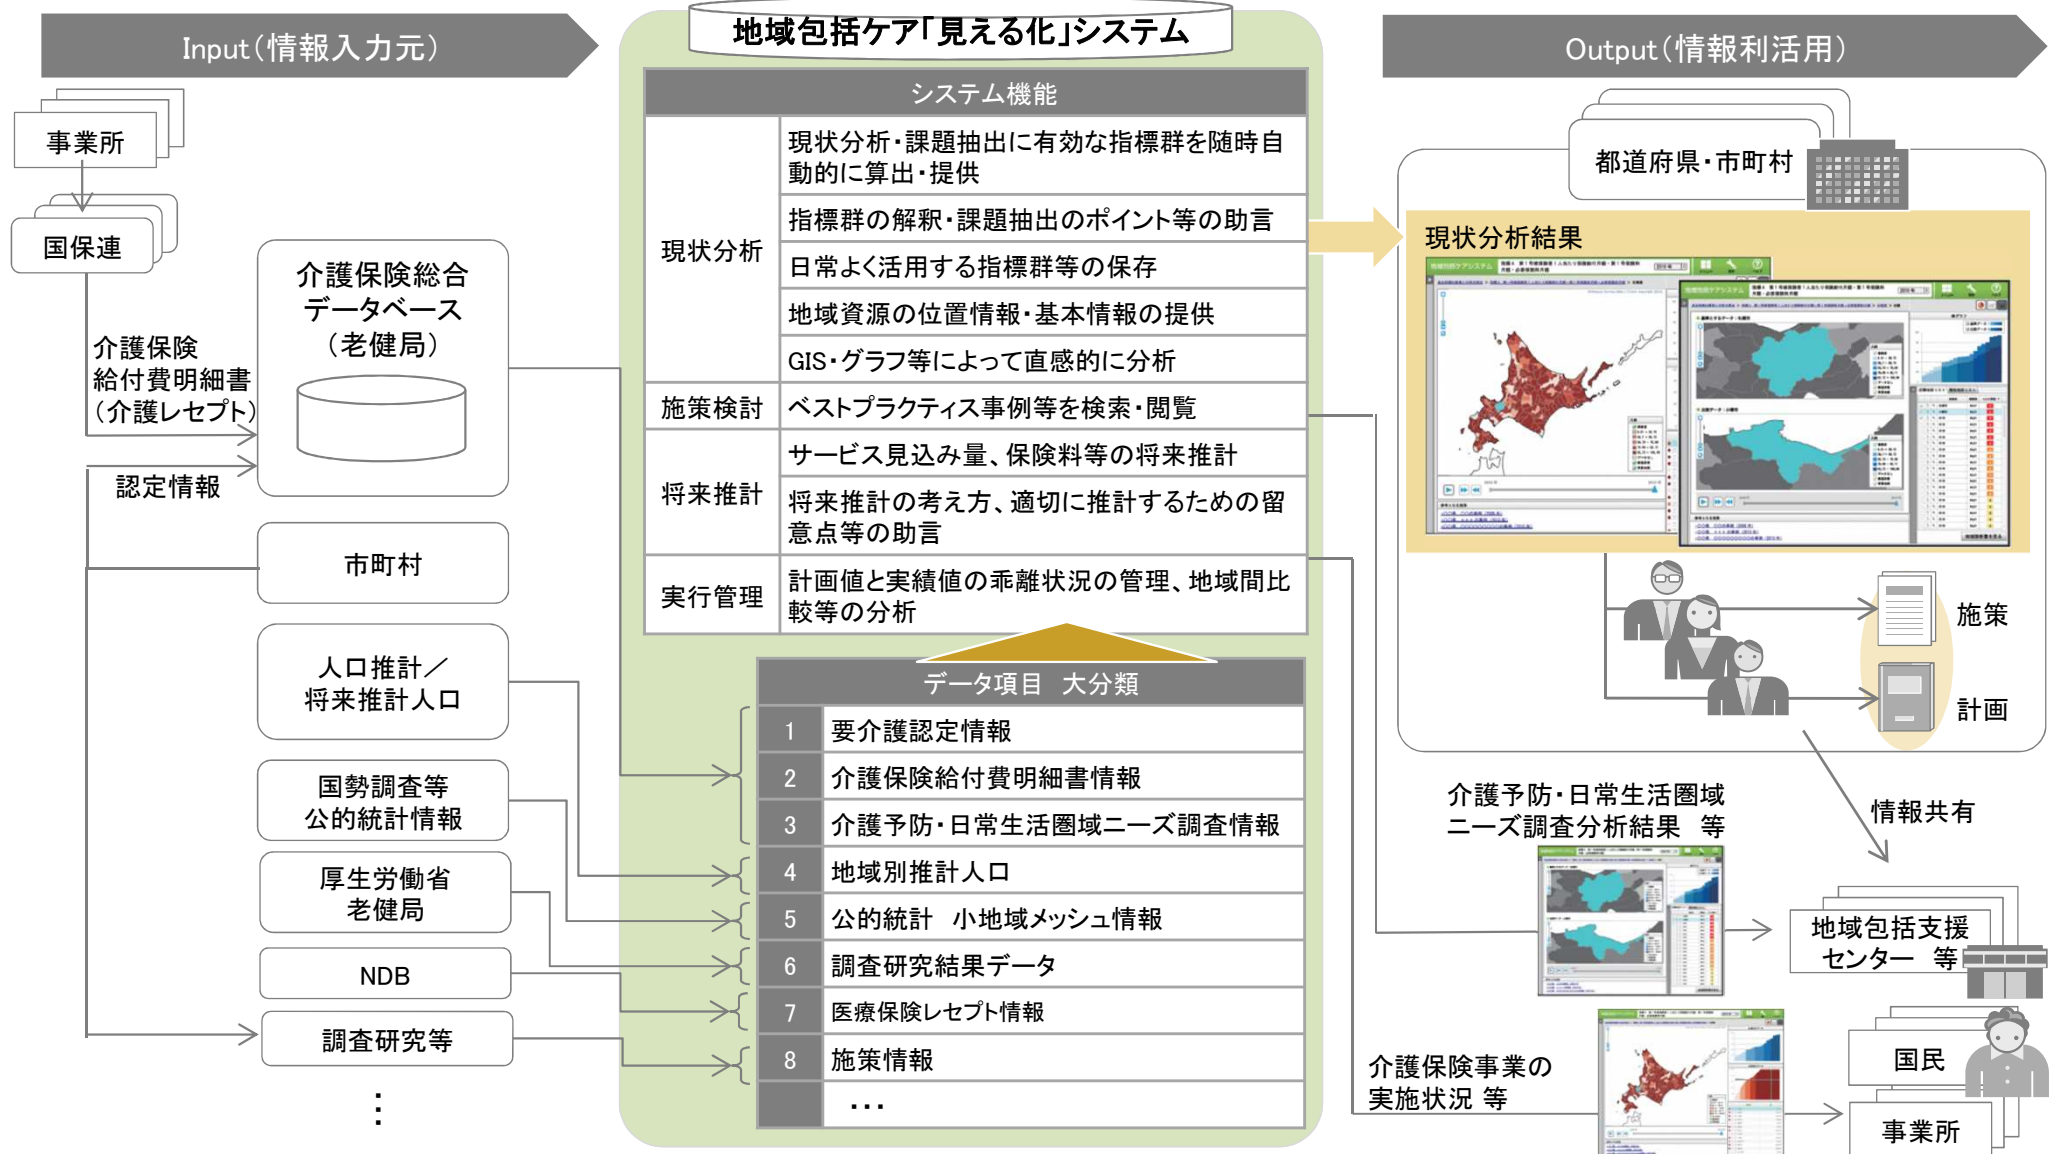 Input（情報入力元）
事業所
国保連
介護保険
給付費明細書
（介護レセプト）
認定情報
介護保険総合
データベース
（老健局）
市町村
人口推計／
将来推計人口
国勢調査等
公的統計情報
厚生労働省
老健局
NDB
調査研究等
⋮
地域包括ケア「見える化」システム
システム機能
現状分析
現状分析・課題抽出に有効な指標群を随時自
動的に算出・提供
指標群の解釈・課題抽出のポイント等の助言
日常よく活用する指標群等の保存
地域資源の位置情報・基本情報の提供
GIS・グラフ等によって直感的に分析
施策検討
ベストプラクティス事例等を検索・閲覧
将来推計
サービス見込み量、保険料等の将来推計
将来推計の考え方、適切に推計するための留
意点等の助言
実行管理
計画値と実績値の乖離状況の管理、地域間比
較等の分析
データ項目　大分類
1 要介護認定情報
2 介護保険給付費明細書情報
3 介護予防・日常生活圏域ニーズ調査情報
4 地域別推計人口
5 公的統計　小地域メッシュ情報
6 調査研究結果データ
7 医療保険レセプト情報
8 施策情報
・・・
Output（情報利活用）
都道府県・市町村
現状分析結果
地域包括ケアシステム
地域包括ケアシステム
施策
計画
情報共有
介護予防・日常生活圏域
ニーズ調査分析結果　等
地域包括支援
センター　等
介護保険事業の
実施状況 等
国民
事業所